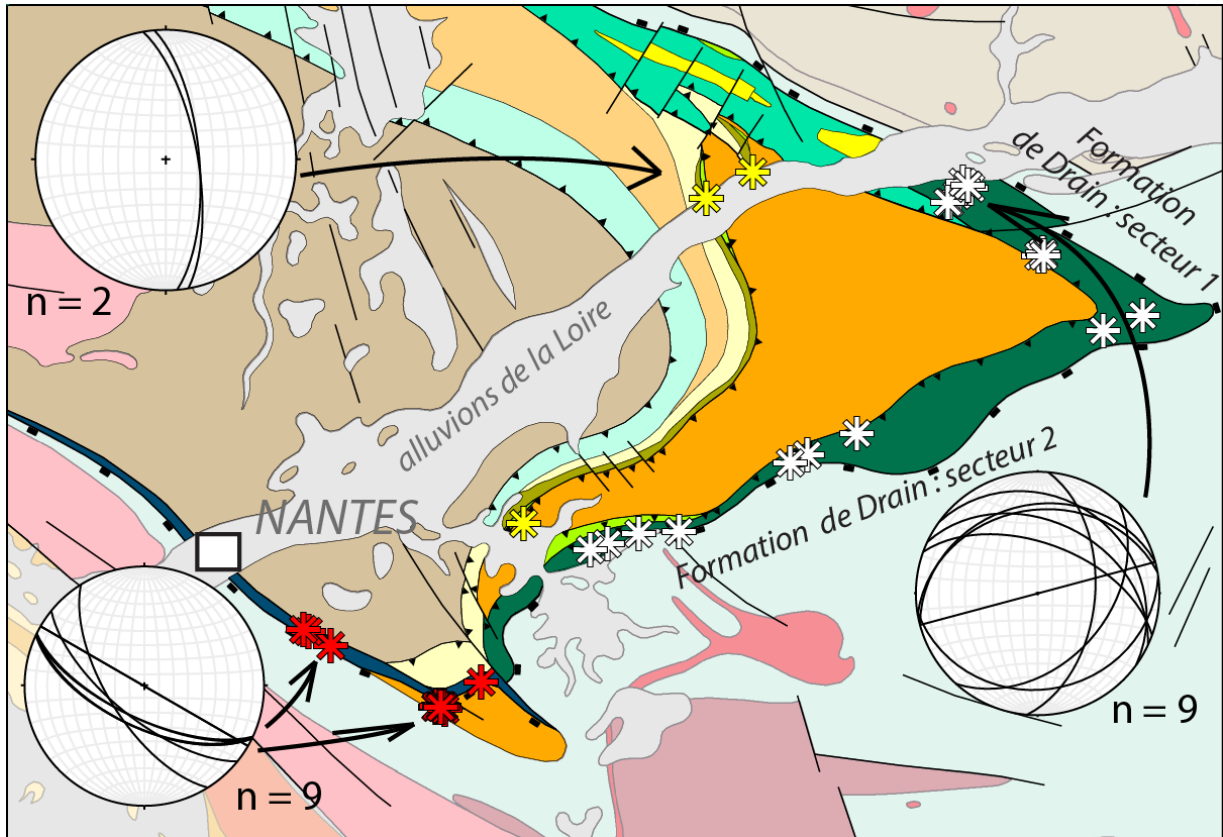 n = 2
Formation
de Drain : secteur 1
alluvions de la Loire
NANTES
Formation de Drain : secteur 2
n = 9
n = 9